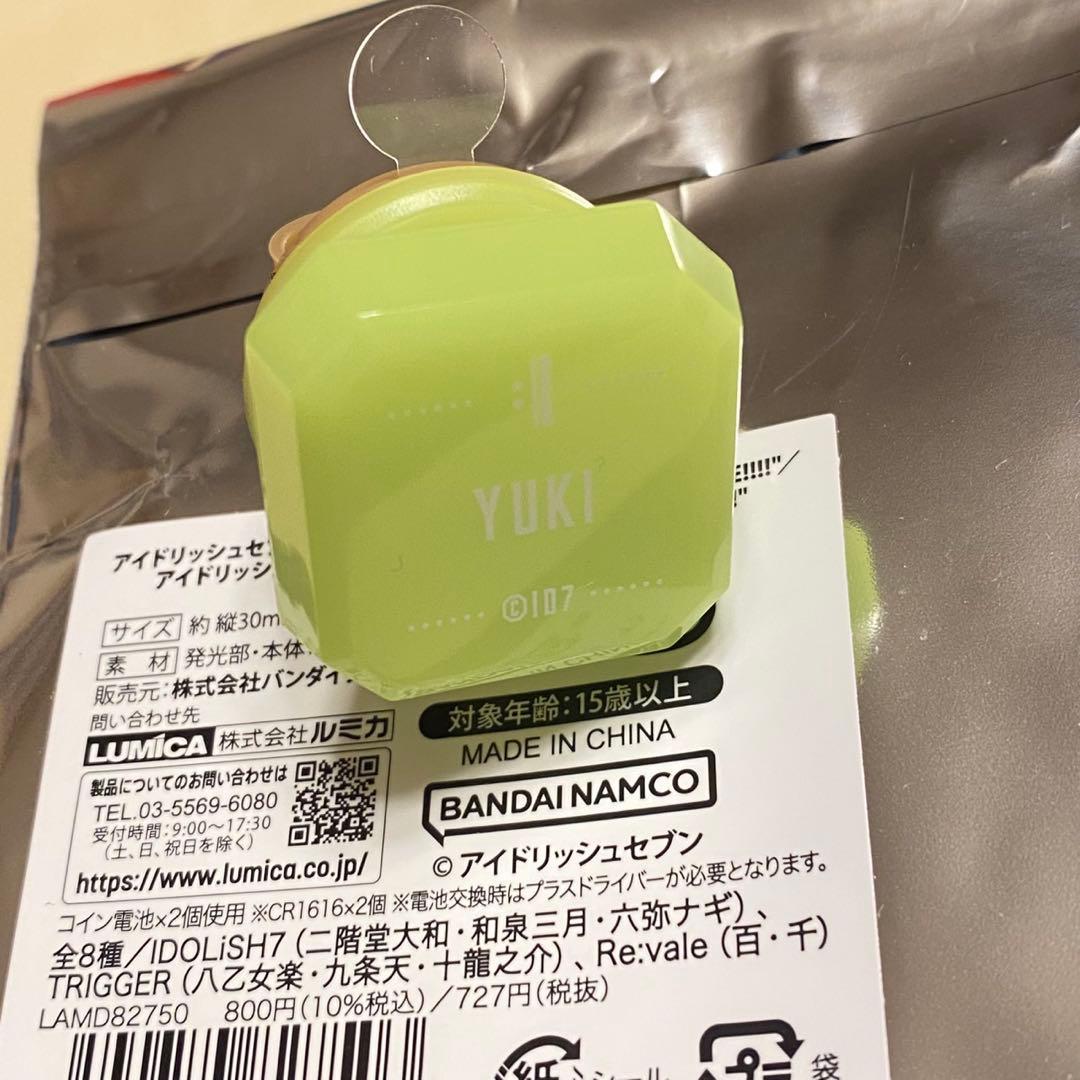 YUKI
©ID7
E!!!!"/
!"
アイドリッシュセブ
アイドリッシ
サイズ 約 縦30m
素 材 発光部・本体
販売元:株式会社バンダイ
問い合わせ先
LUMICA 株式会社ルミカ
製品についてのお問い合わせは
TEL.03-5569-6080
受付時間:9:00〜17:30
(土、日、祝日を除く)
https://www.lumica.co.jp/
対象年齢:15歳以上
MADE IN CHINA
BANDAI NAMCO
© アイドリッシュセブン
コイン電池×2個使用 ※CR1616×2個 ※電池交換時はプラスドライバーが必要となります。
全8種/IDOLiSH7(二階堂大和・和泉三月・六弥ナギ)、
TRIGGER(八乙女楽・九条天・十龍之介)、Re:vale(百・千)
LAMD82750 800円(10%税込)/727円(税抜)
紙 シール
袋